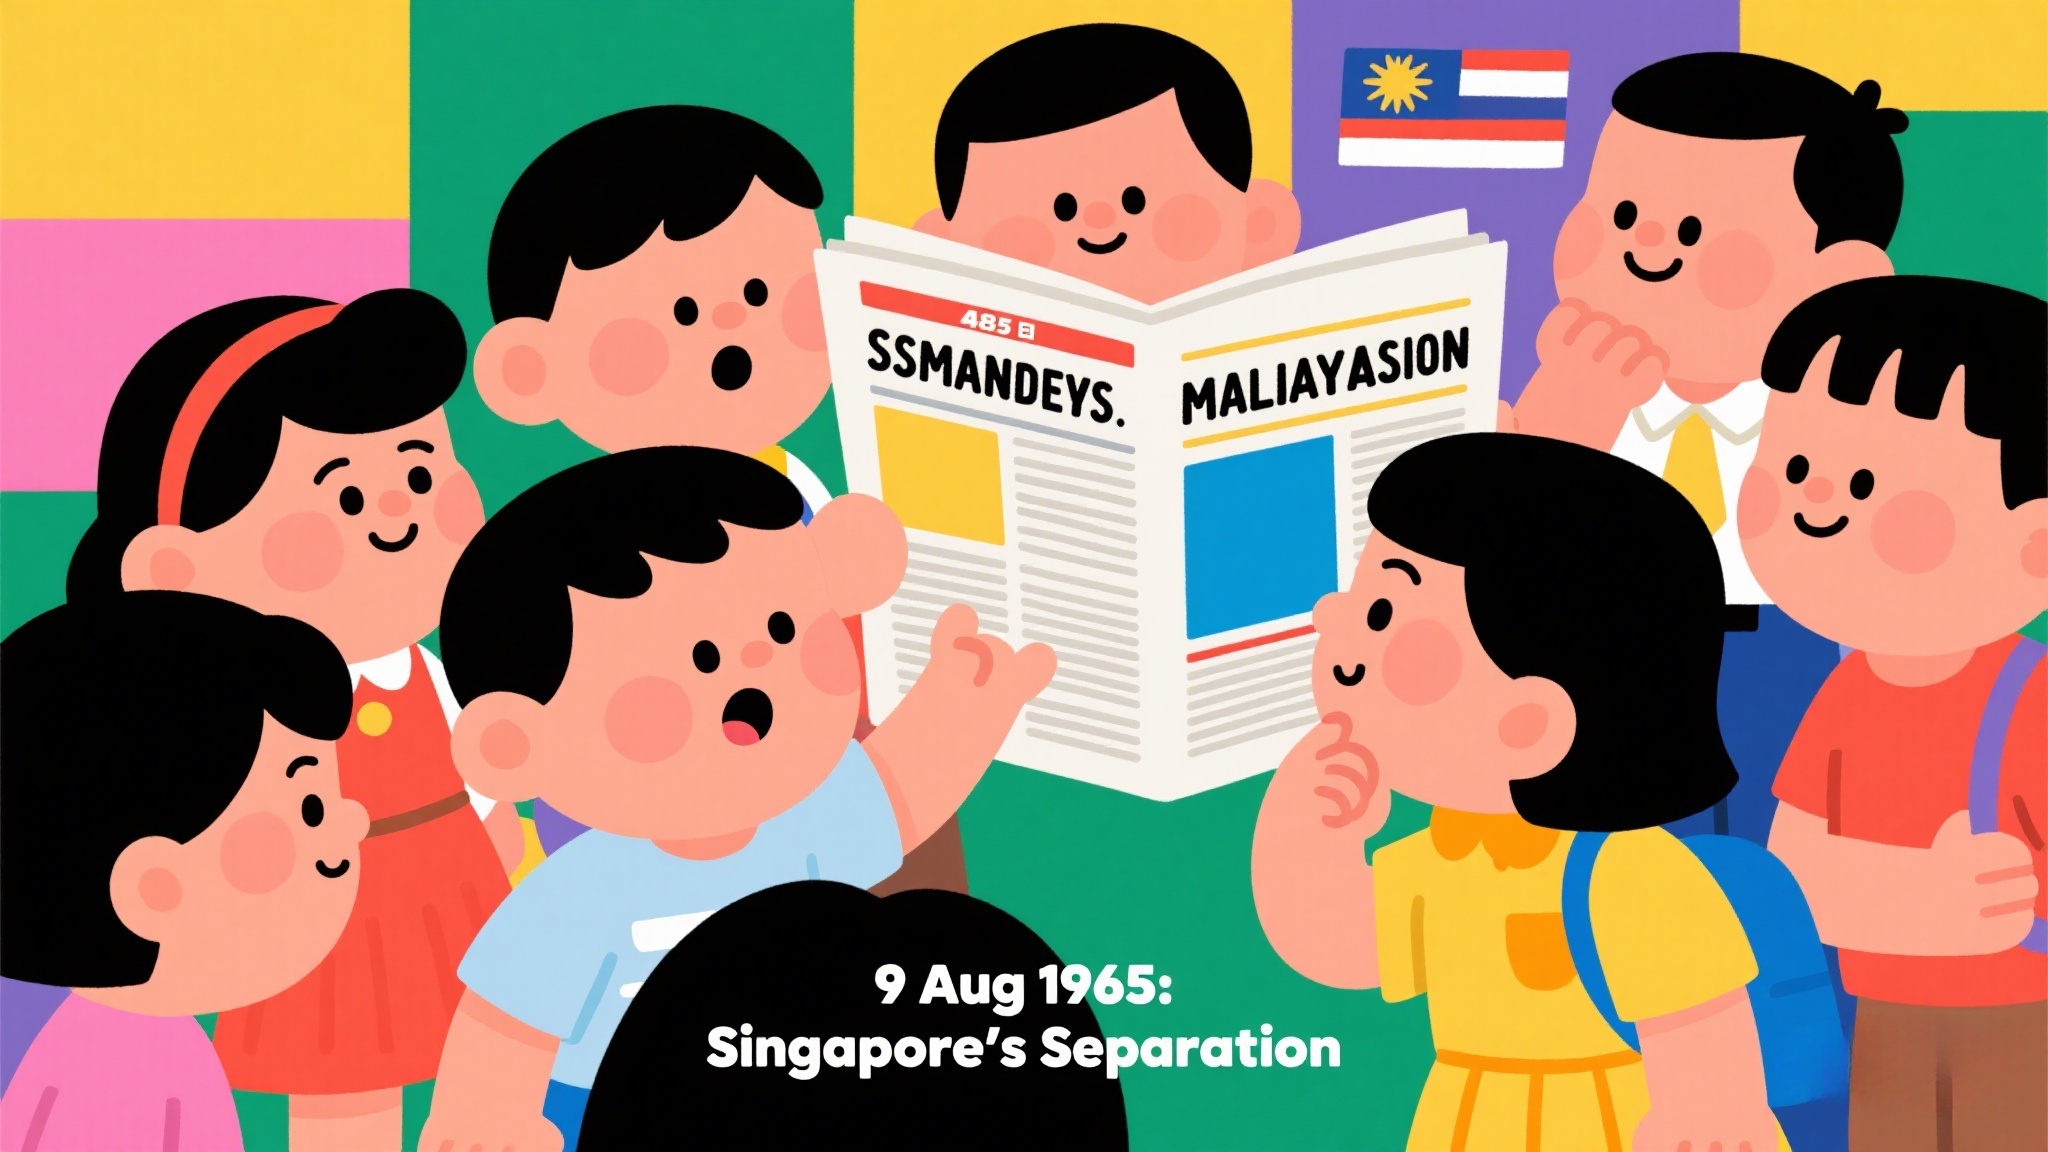 485 日
SSMANDEYS.
MALIAYASION
9 Aug 1965:
Singapore's Separation